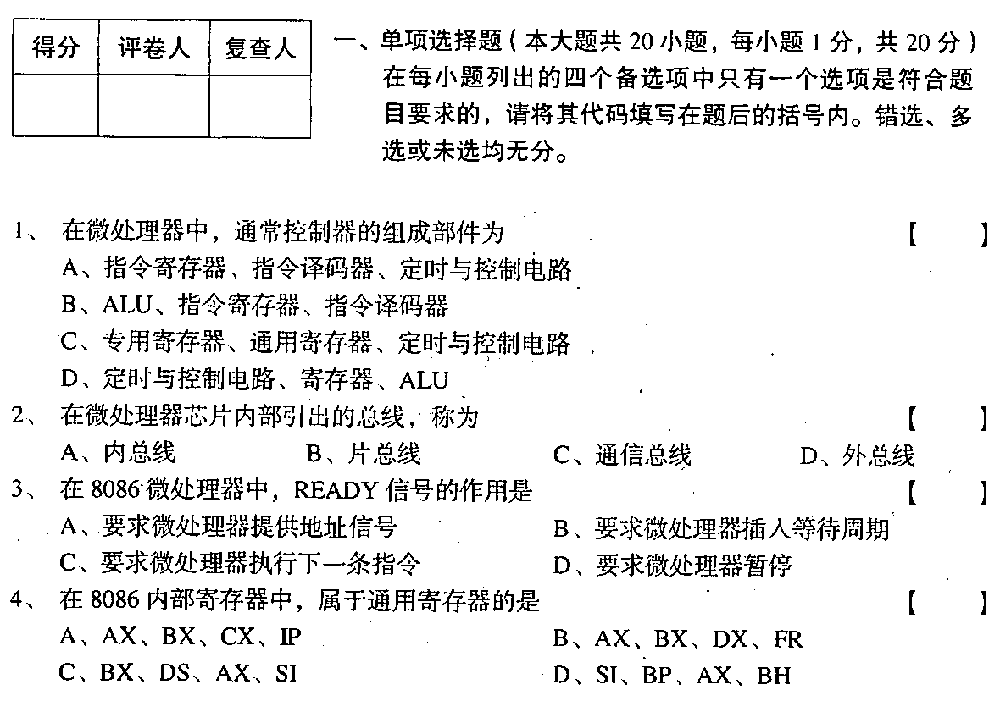 得分 评卷人 复查人
一、单项选择题（本大题共 20 小题，每小题 1 分，共 20 分）
在每小题列出的四个备选项中只有一个选项是符合题
目要求的，请将其代码填写在题后的括号内。错选、多
选或未选均无分。
1、 在微处理器中，通常控制器的组成部件为 【 】
A、指令寄存器、指令译码器、定时与控制电路
B、ALU、指令寄存器、指令译码器
C、专用寄存器、通用寄存器、定时与控制电路
D、定时与控制电路、寄存器、ALU
2、 在微处理器芯片内部引出的总线，称为 【 】
A、内总线 B、片总线 C、通信总线 D、外总线
3、 在 8086 微处理器中，READY 信号的作用是 【 】
A、要求微处理器提供地址信号 B、要求微处理器插入等待周期
C、要求微处理器执行下一条指令 D、要求微处理器暂停
4、 在 8086 内部寄存器中，属于通用寄存器的是 【 】
A、AX、BX、CX、IP B、AX、BX、DX、FR
C、BX、DS、AX、SI D、SI、BP、AX、BH